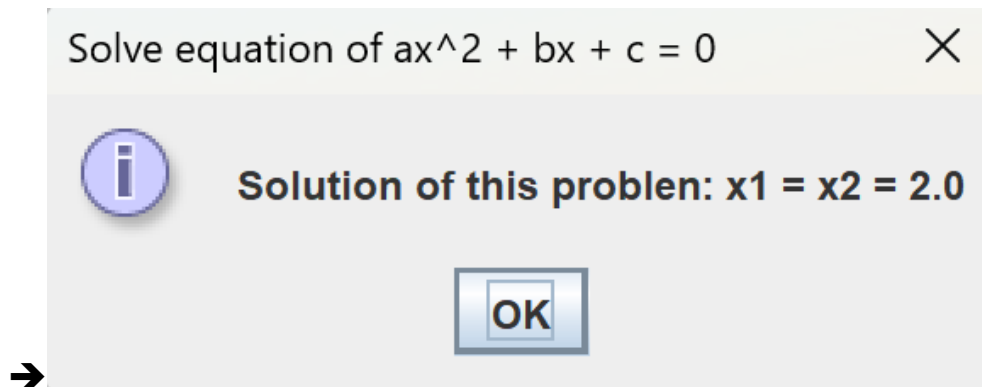 Solve equation of ax^2 + bx + c = 0
Solution of this problen: x1 = x2 = 2.0
OK